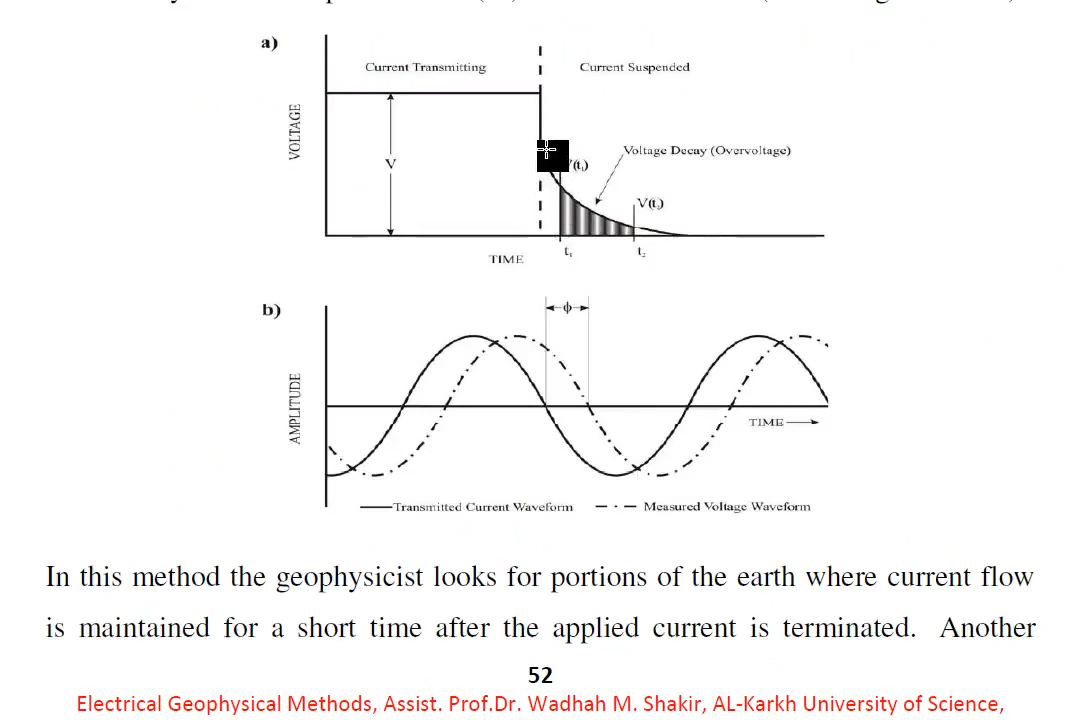 a)
Current Transmitting
Current Suspended
VOLTAGE
V
Voltage Decay (Overvoltage)
(t₁)
V(t₂)
t₁
t₂
TIME
b)
ϕ
AMPLITUDE
TIME
Transmitted Current Waveform
Measured Voltage Waveform
In this method the geophysicist looks for portions of the earth where current flow
is maintained for a short time after the applied current is terminated. Another
52
Electrical Geophysical Methods, Assist. Prof.Dr. Wadhah M. Shakir, AL-Karkh University of Science,